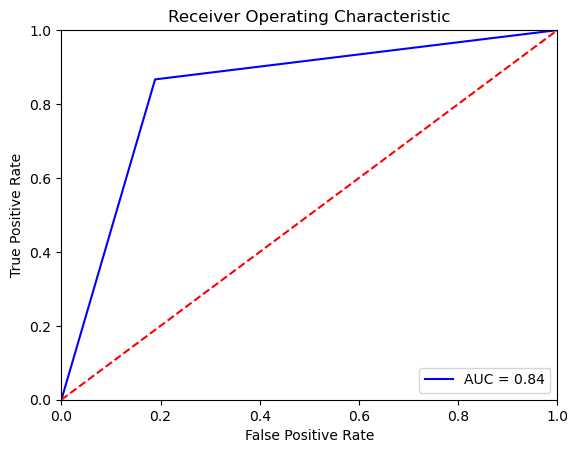 Receiver Operating Characteristic
1.0
0.8
0.6
0.4
0.2
0.0
True Positive Rate
AUC = 0.84
0.0 0.2 0.4 0.6 0.8 1.0
False Positive Rate